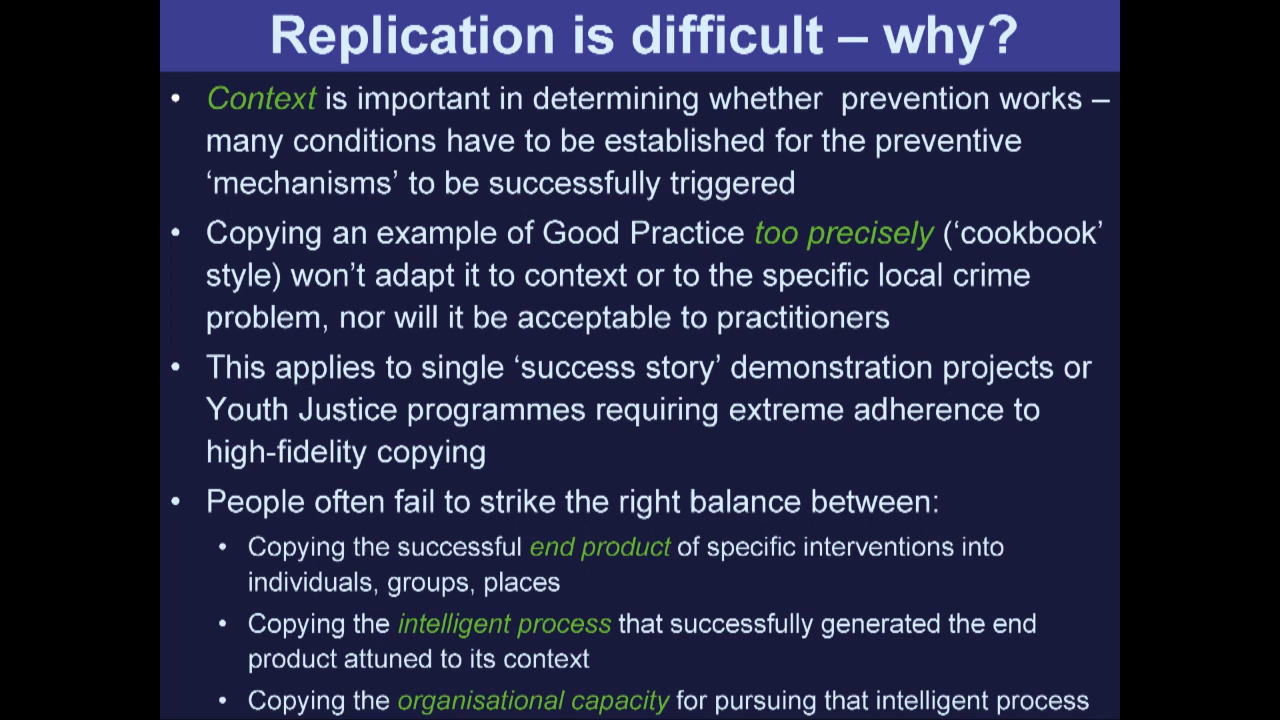 Replication is difficult – why?
• Context is important in determining whether  prevention works –
many conditions have to be established for the preventive
‘mechanisms’ to be successfully triggered
• Copying an example of Good Practice too precisely (‘cookbook’
style) won’t adapt it to context or to the specific local crime
problem, nor will it be acceptable to practitioners
• This applies to single ‘success story’ demonstration projects or
Youth Justice programmes requiring extreme adherence to
high-fidelity copying
• People often fail to strike the right balance between:
• Copying the successful end product of specific interventions into
individuals, groups, places
• Copying the intelligent process that successfully generated the end
product attuned to its context
• Copying the organisational capacity for pursuing that intelligent process